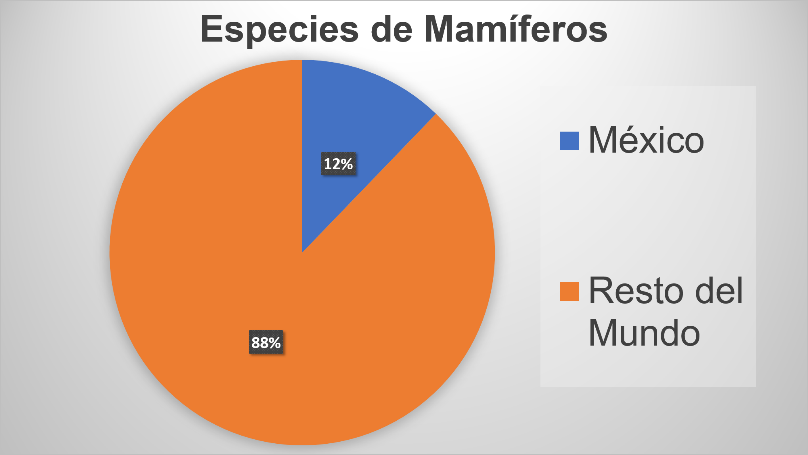 Especies de Mamíferos
12%
88%
México
Resto del
Mundo